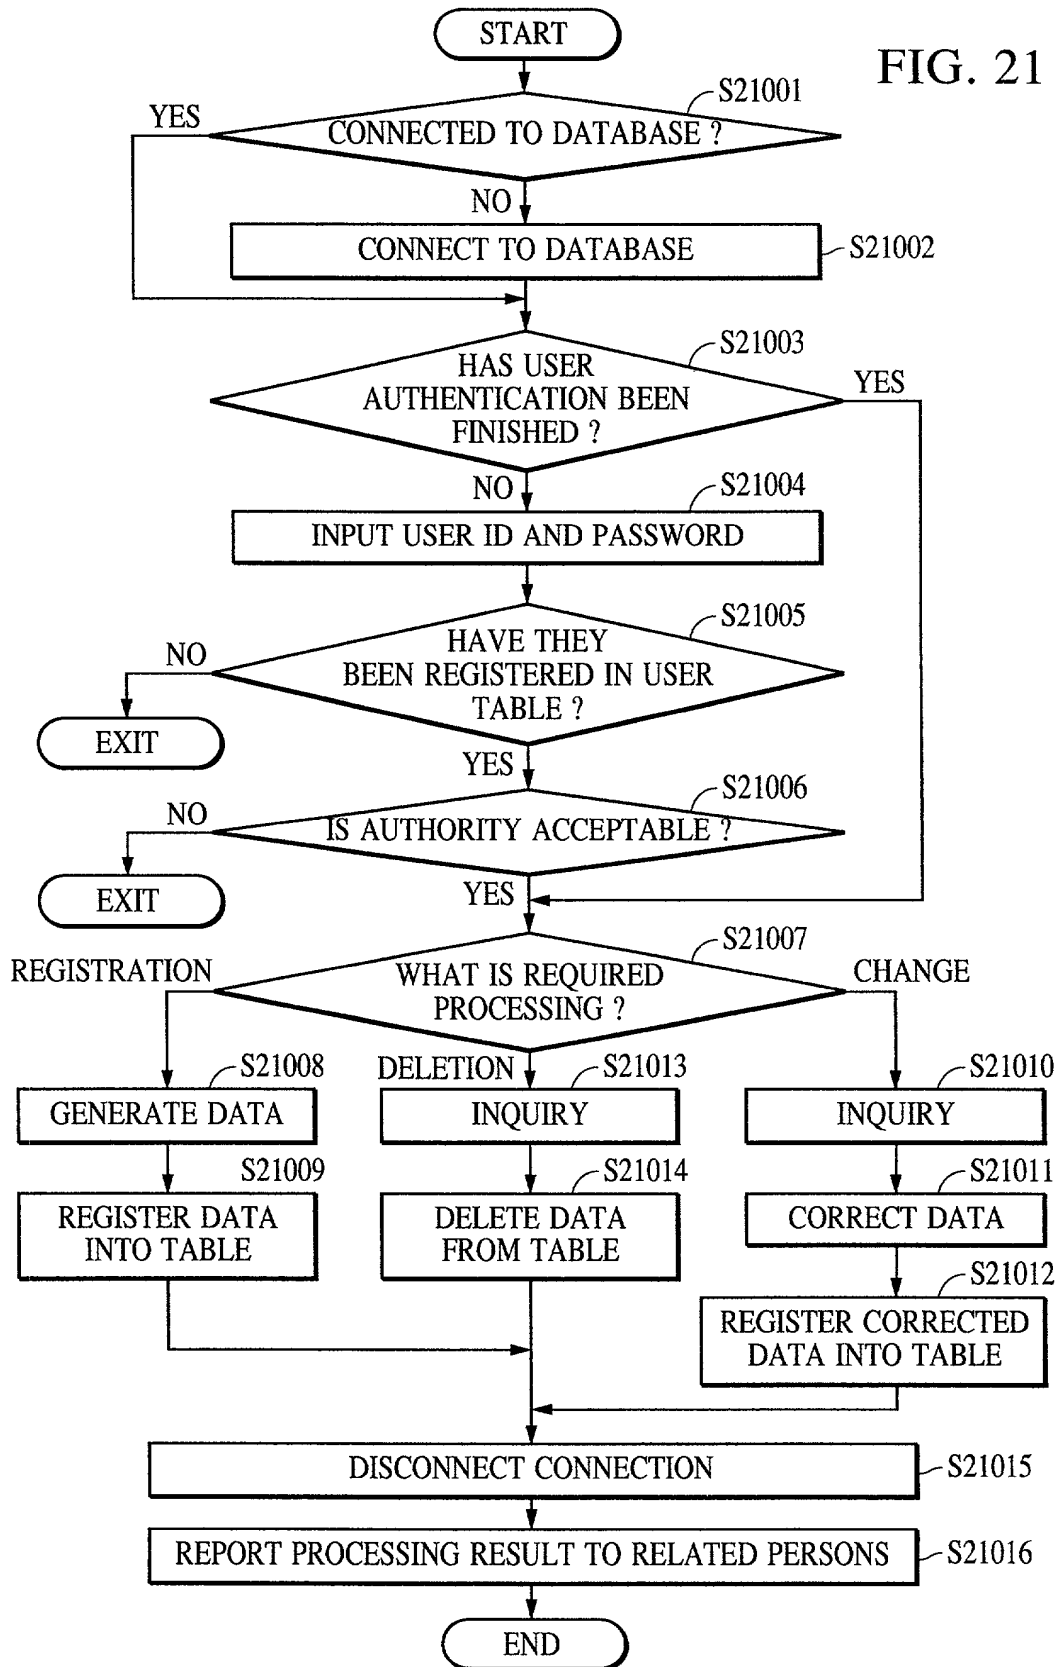 START
FIG. 21
S21001
YES
CONNECTED TO DATABASE ?
NO
CONNECT TO DATABASE
S21002
S21003
HAS USER
AUTHENTICATION BEEN
FINISHED ?
YES
NO
S21004
INPUT USER ID AND PASSWORD
S21005
HAVE THEY
BEEN REGISTERED IN USER
TABLE ?
NO
EXIT
YES
S21006
NO
IS AUTHORITY ACCEPTABLE ?
EXIT
YES
S21007
REGISTRATION
WHAT IS REQUIRED
PROCESSING ?
CHANGE
S21008
DELETION
S21013
S21010
GENERATE DATA
INQUIRY
INQUIRY
S21009
S21014
S21011
REGISTER DATA
INTO TABLE
DELETE DATA
FROM TABLE
CORRECT DATA
S21012
REGISTER CORRECTED
DATA INTO TABLE
DISCONNECT CONNECTION
S21015
REPORT PROCESSING RESULT TO RELATED PERSONS
S21016
END